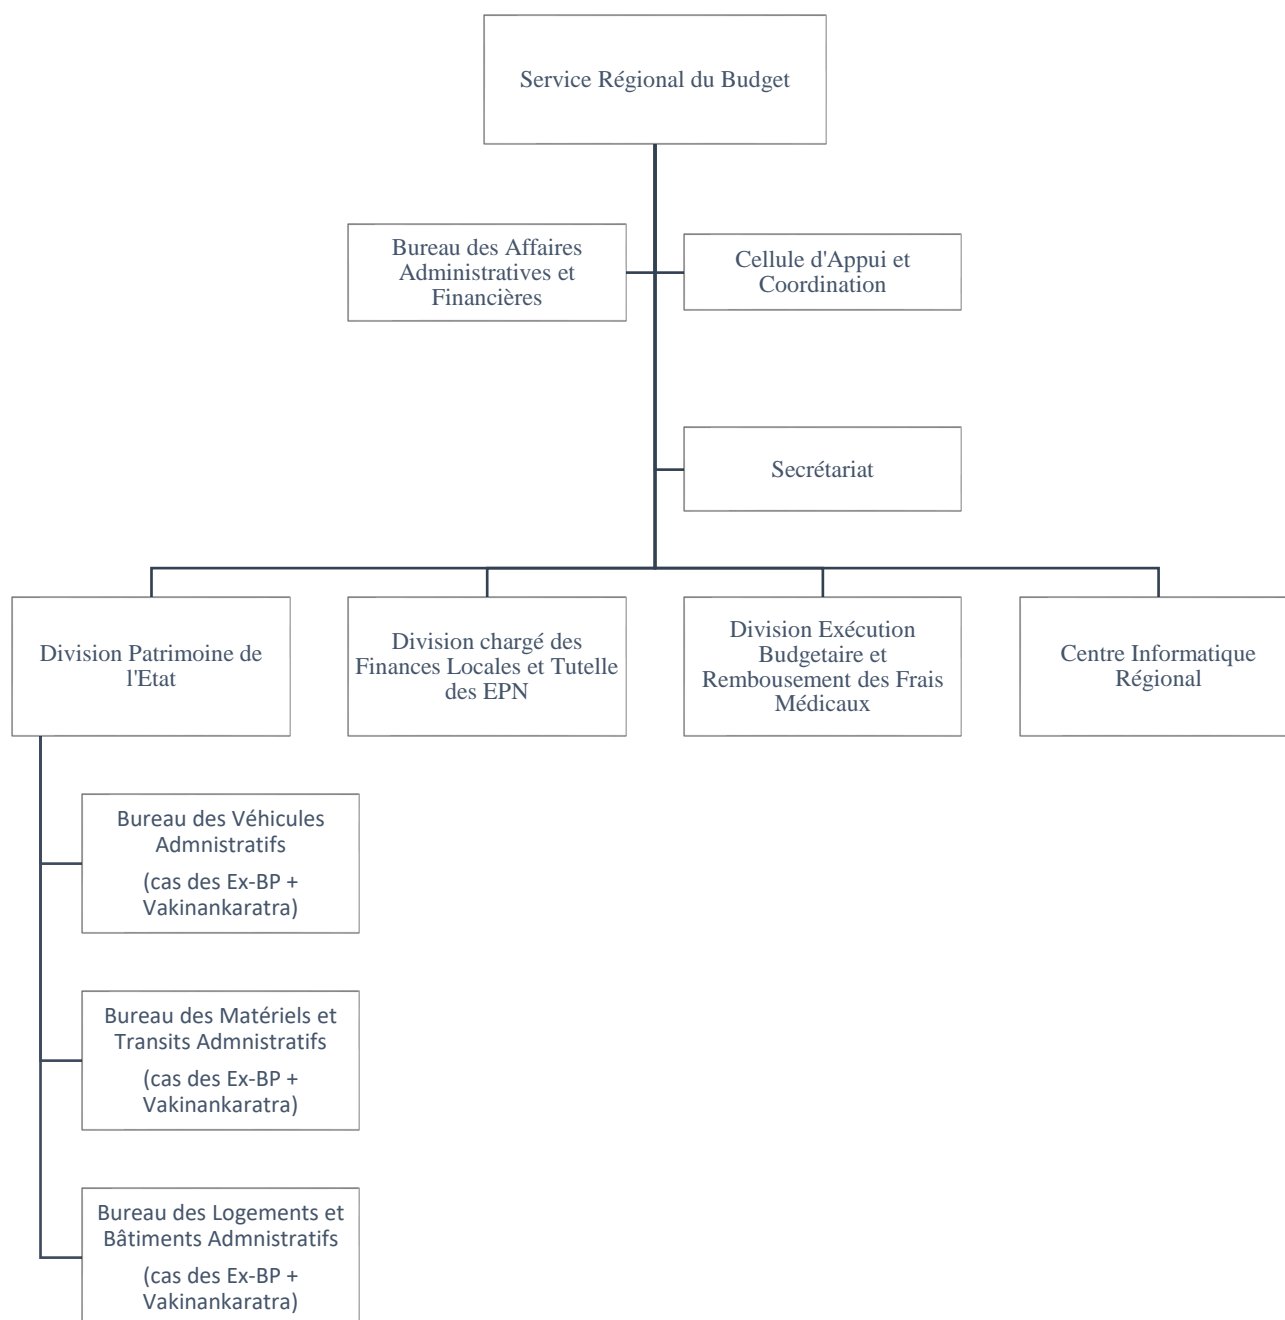 Service Régional du Budget
Bureau des Affaires
Administratives et
Financières
Cellule d'Appui et
Coordination
Secrétariat
Division Patrimoine de
l'Etat
Division chargé des
Finances Locales et Tutelle
des EPN
Division Exécution
Budgetaire et
Rembousement des Frais
Médicaux
Centre Informatique
Régional
Bureau des Véhicules
Admnistratifs
(cas des Ex-BP +
Vakinankaratra)
Bureau des Matériels et
Transits Admnistratifs
(cas des Ex-BP +
Vakinankaratra)
Bureau des Logements et
Bâtiments Admnistratifs
(cas des Ex-BP +
Vakinankaratra)